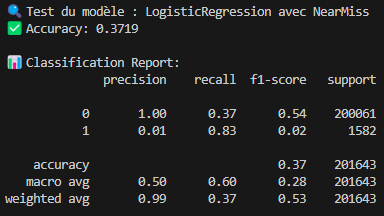 🔍 Test du modèle : LogisticRegression avec NearMiss
✅ Accuracy: 0.3719
📊 Classification Report:
precision recall f1-score support
0 1.00 0.37 0.54 200061
1 0.01 0.83 0.02 1582
accuracy 0.37 201643
macro avg 0.50 0.60 0.28 201643
weighted avg 0.99 0.37 0.53 201643